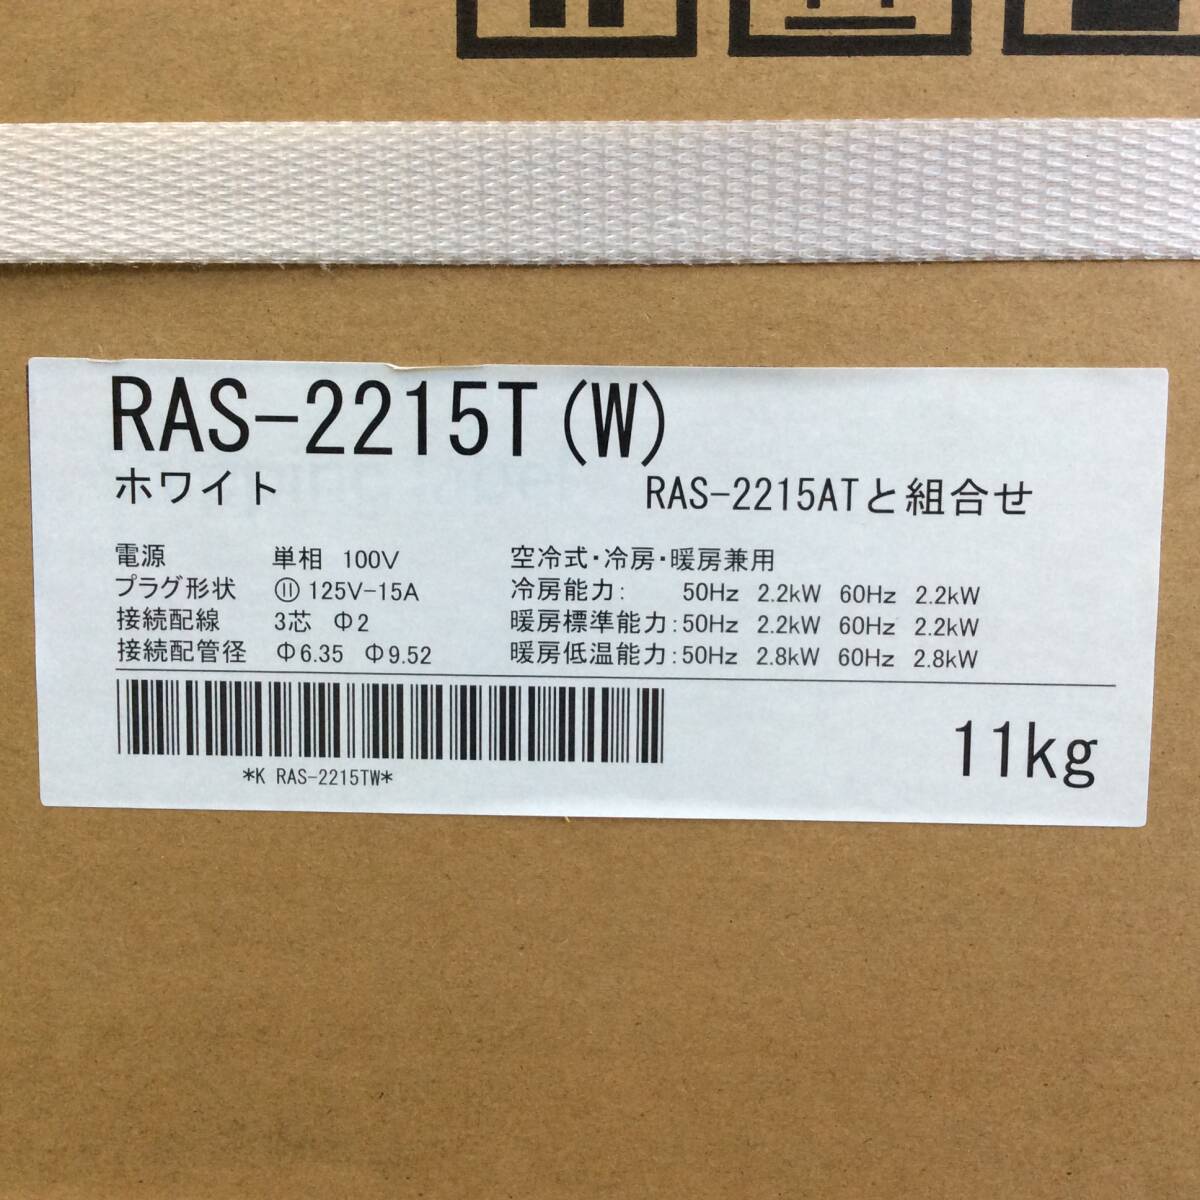 RAS-2215T(W)
ホワイト
RAS-2215ATと組合せ
電源 単相 100V 空冷式・冷房・暖房兼用
プラグ形状 125V-15A 冷房能力: 50Hz 2.2kW 60Hz 2.2kW
接続配線 3芯 Φ2 暖房標準能力:50Hz 2.2kW 60Hz 2.2kW
接続配管径 Φ6.35 Φ9.52 暖房低温能力:50Hz 2.8kW 60Hz 2.8kW
11kg
*K RAS-2215TW*